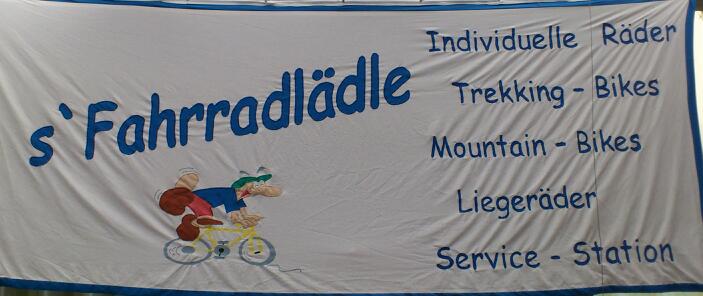 s`Fahrradlädle
Individuelle Räder
Trekking - Bikes
Mountain - Bikes
Liegeräder
Service - Station